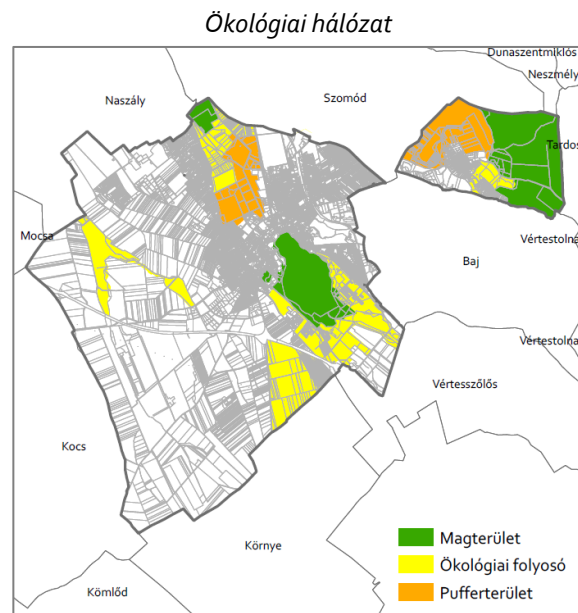 Ökológiai hálózat
Dunaszentmiklós
Neszmély
Naszály
Szomód
Tardos
Mocsa
Baj
Vértestolna
Vértestolna
Vértesszőlős
Kocs
Környe
Kömlőd
Magterület
Ökológiai folyosó
Pufferterület